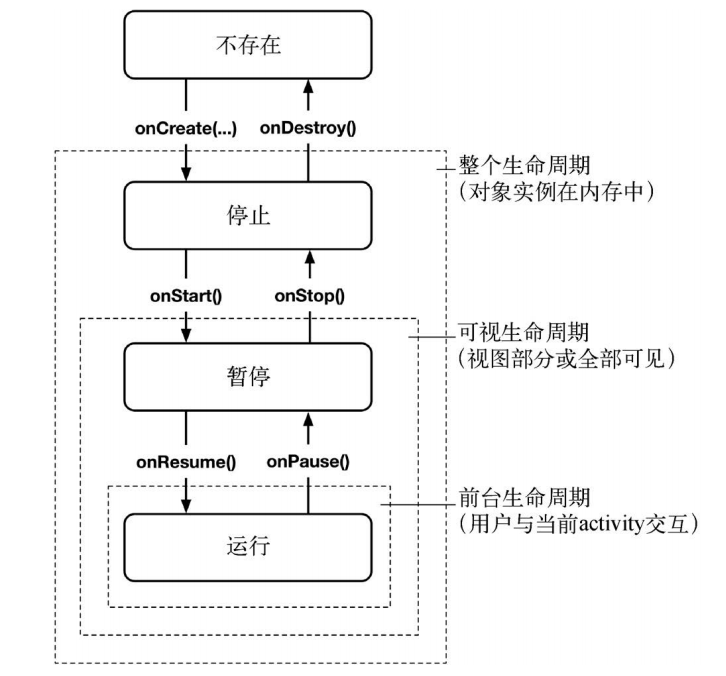 不存在
onCreate(...) onDestroy()
整个生命周期
（对象实例在内存中）
停止
onStart() onStop()
可视生命周期
（视图部分或全部可见）
暂停
onResume() onPause()
前台生命周期
（用户与当前activity交互）
运行